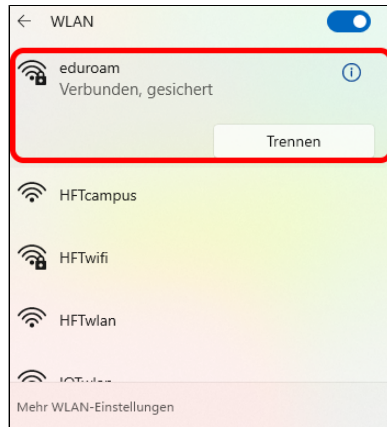 WLAN
eduroam
Verbunden, gesichert
Trennen
HFTcampus
HFTwifi
HFTwlan
Mehr WLAN-Einstellungen